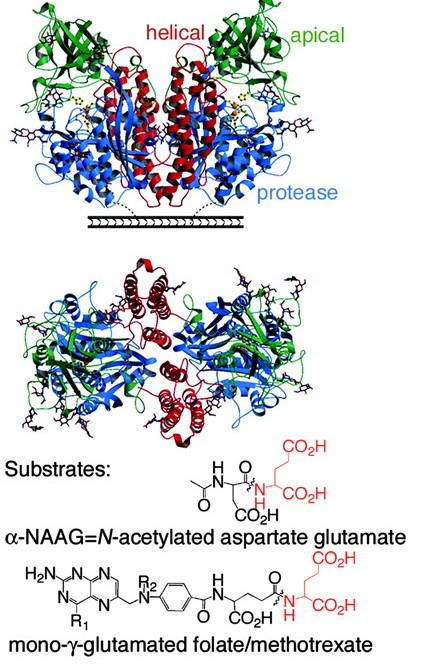 helical apical
protease
Substrates:
H
N
O
O
N
H
CO₂H
CO₂H
CO₂H
α-NAAG=N-acetylated aspartate glutamate
H₂N
N
N
N
N
R₁
R₂
N
O
H
N
CO₂H
O
N
H
CO₂H
CO₂H
mono-γ-glutamated folate/methotrexate